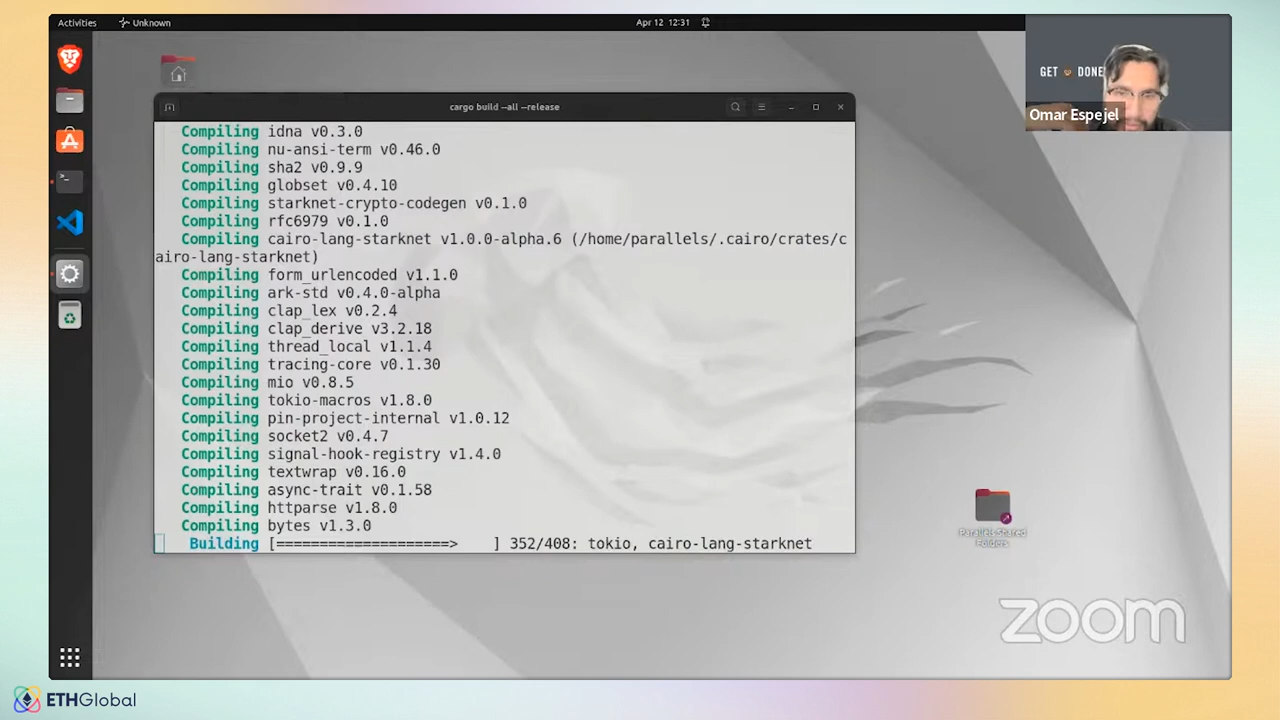 Activities
Unknown
Apr 12 12:31
GET DONE
Omar Espejel
cargo build --all --release
Compiling idna v0.3.0
Compiling nu-ansi-term v0.46.0
Compiling sha2 v0.9.9
Compiling globset v0.4.10
Compiling starknet-crypto-codegen v0.1.0
Compiling rfc6979 v0.1.0
Compiling cairo-lang-starknet v1.0.0-alpha.6 (/home/parallels/.cairo/crates/c
airo-lang-starknet)
Compiling form_urlencoded v1.1.0
Compiling ark-std v0.4.0-alpha
Compiling clap_lex v0.2.4
Compiling clap_derive v3.2.18
Compiling thread_local v1.1.4
Compiling tracing-core v0.1.30
Compiling mio v0.8.5
Compiling tokio-macros v1.8.0
Compiling pin-project-internal v1.0.12
Compiling socket2 v0.4.7
Compiling signal-hook-registry v1.4.0
Compiling textwrap v0.16.0
Compiling async-trait v0.1.58
Compiling httparse v1.8.0
Compiling bytes v1.3.0
Building [====================>    ] 352/408: tokio, cairo-lang-starknet
Parallels Shared
Folders
zoom
ETHGlobal